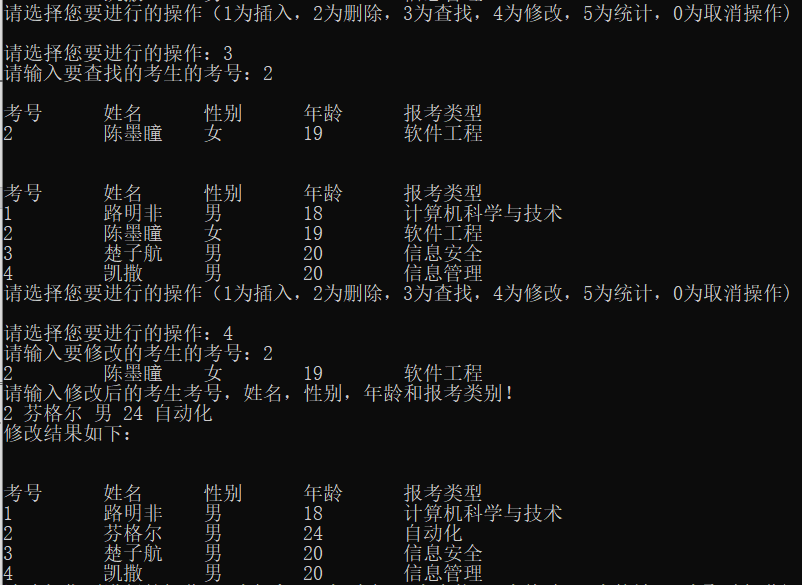 请选择您要进行的操作（1为插入，2为删除，3为查找，4为修改，5为统计，0为取消操作）
请选择您要进行的操作：3
请输入要查找的考生的考号：2
考号 姓名 性别 年龄 报考类型
2 陈墨瞳 女 19 软件工程
考号 姓名 性别 年龄 报考类型
1 路明非 男 18 计算机科学与技术
2 陈墨瞳 女 19 软件工程
3 楚子航 男 20 信息安全
4 凯撒 男 20 信息管理
请选择您要进行的操作（1为插入，2为删除，3为查找，4为修改，5为统计，0为取消操作）
请选择您要进行的操作：4
请输入要修改的考生的考号：2
2 陈墨瞳 女 19 软件工程
请输入修改后的考生考号，姓名，性别，年龄和报考类别！
2 芬格尔 男 24 自动化
修改结果如下：
考号 姓名 性别 年龄 报考类型
1 路明非 男 18 计算机科学与技术
2 芬格尔 男 24 自动化
3 楚子航 男 20 信息安全
4 凯撒 男 20 信息管理